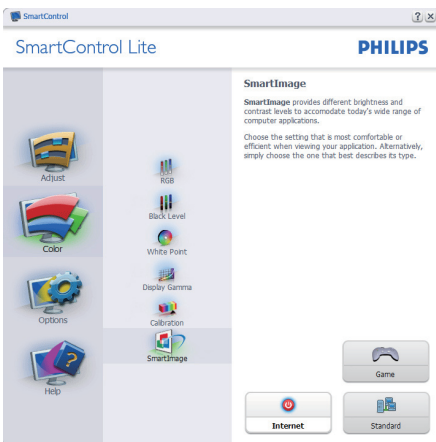 SmartControl
SmartControl Lite
PHILIPS
Adjust
Color
Options
Help
RGB
Black Level
White Point
Display Gamma
Calibration
SmartImage
SmartImage
SmartImage provides different brightness and
contrast levels to accomodate today's wide range of
computer applications.
Choose the setting that is most comfortable or
efficient when viewing your application. Alternatively,
simply choose the one that best describes its type.
Game
Internet
Standard